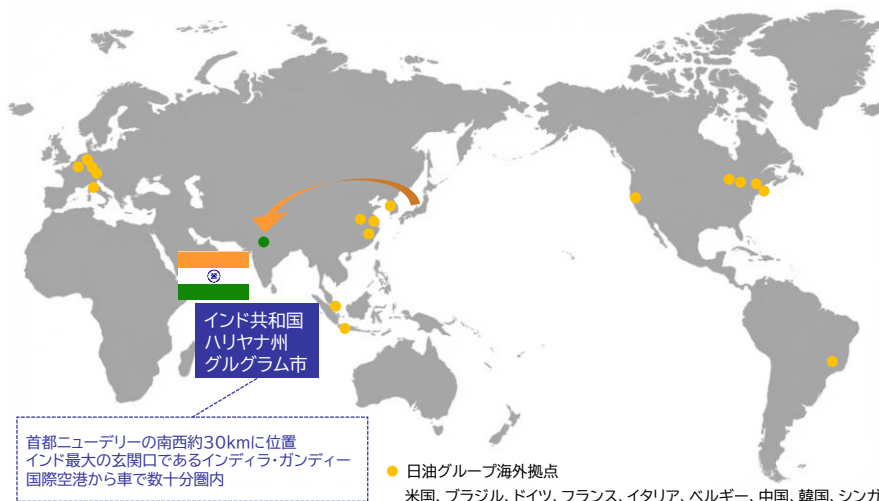 インド共和国
ハリヤナ州
グルグラム市
首都ニューデリーの南西約30kmに位置
インド最大の玄関口であるインディラ・ガンディー
国際空港から車で数十分圏内
日油グループ海外拠点
米国、ブラジル、ドイツ、フランス、イタリア、ベルギー、中国、韓国、シンガ